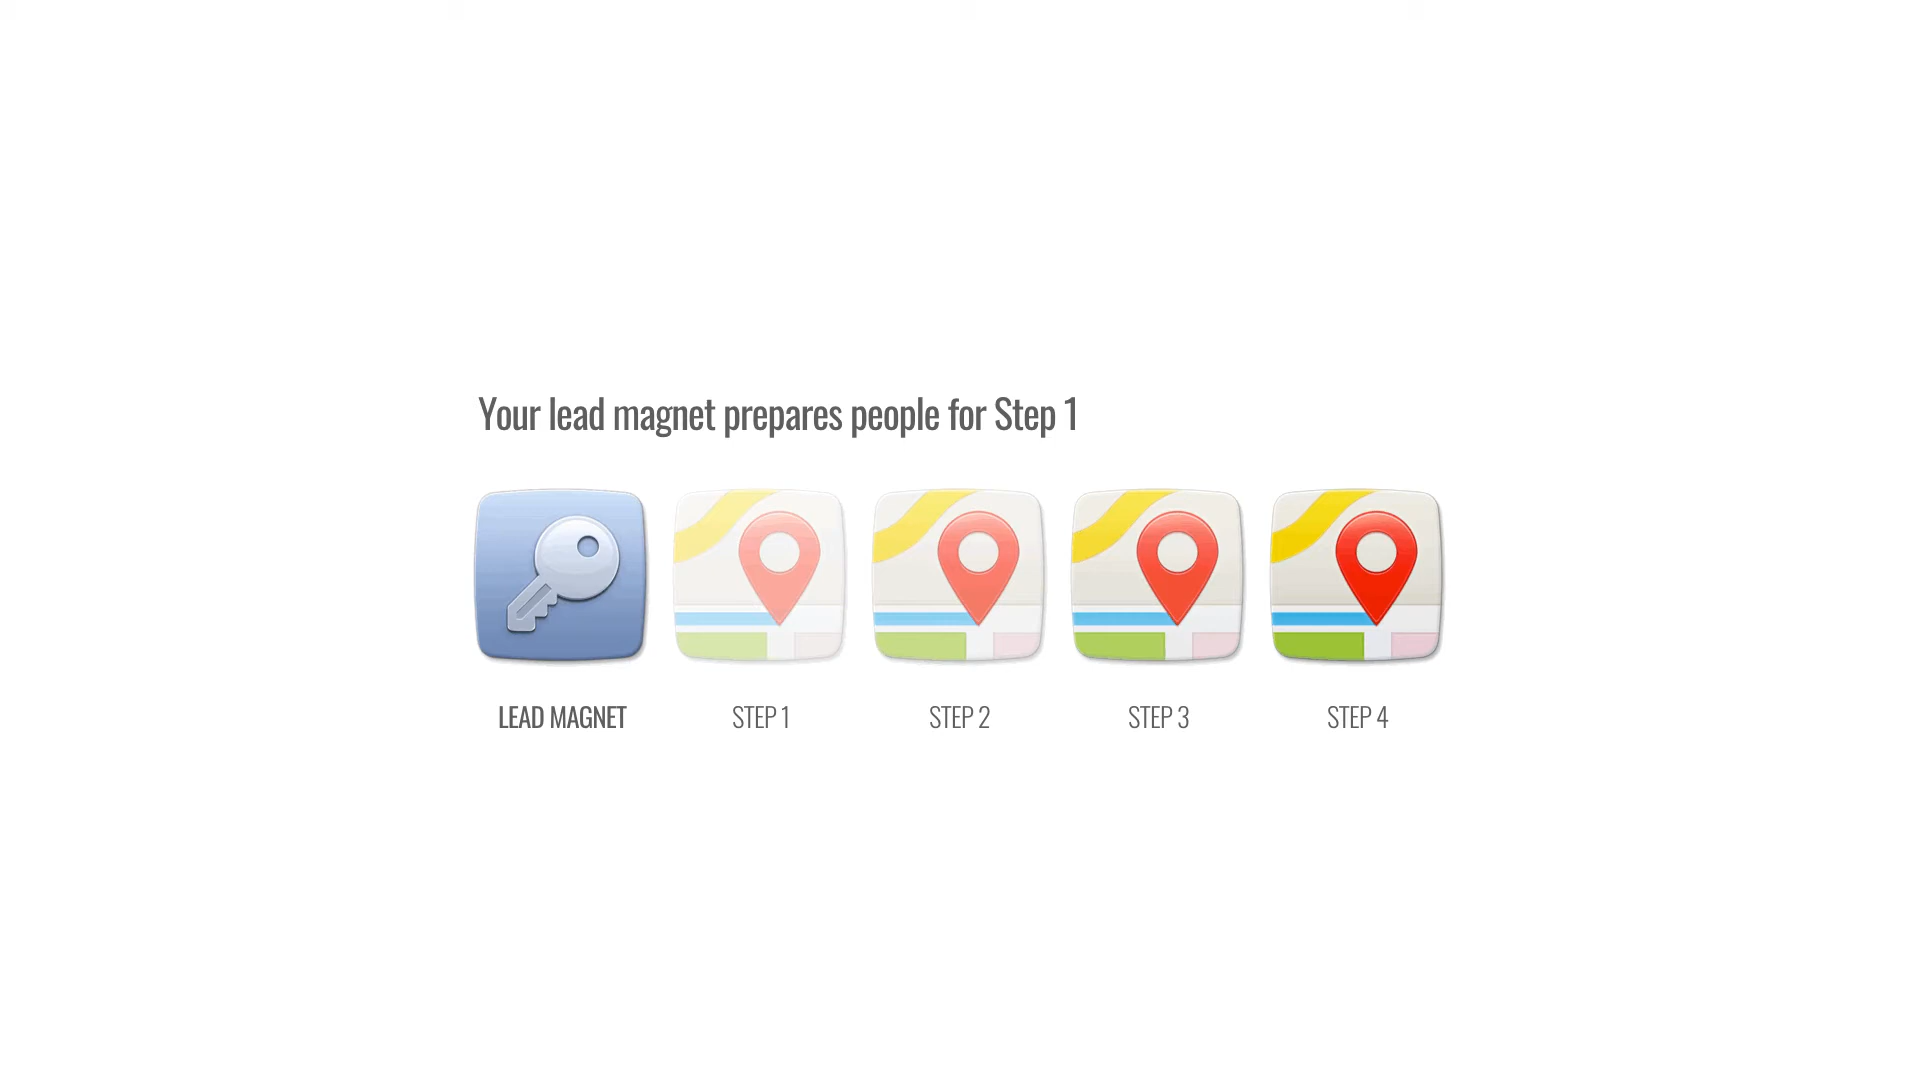 Your lead magnet prepares people for Step 1
LEAD MAGNET
STEP 1
STEP 2
STEP 3
STEP 4